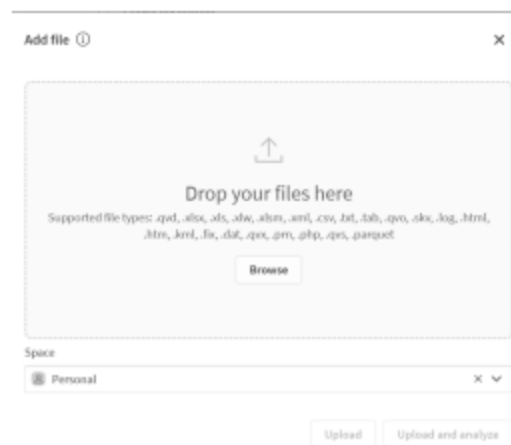 Add file
Drop your files here
Supported file types: .qvd, .xlsx, .xls, .xlw, .xlsm, .xml, .csv, .txt, .tab, .qvo, .skv, .log, .html,
.htm, .kml, .fix, .dat, .qvx, .prn, .php, .qvs, .parquet
Browse
Space
Personal
Upload Upload and analyze